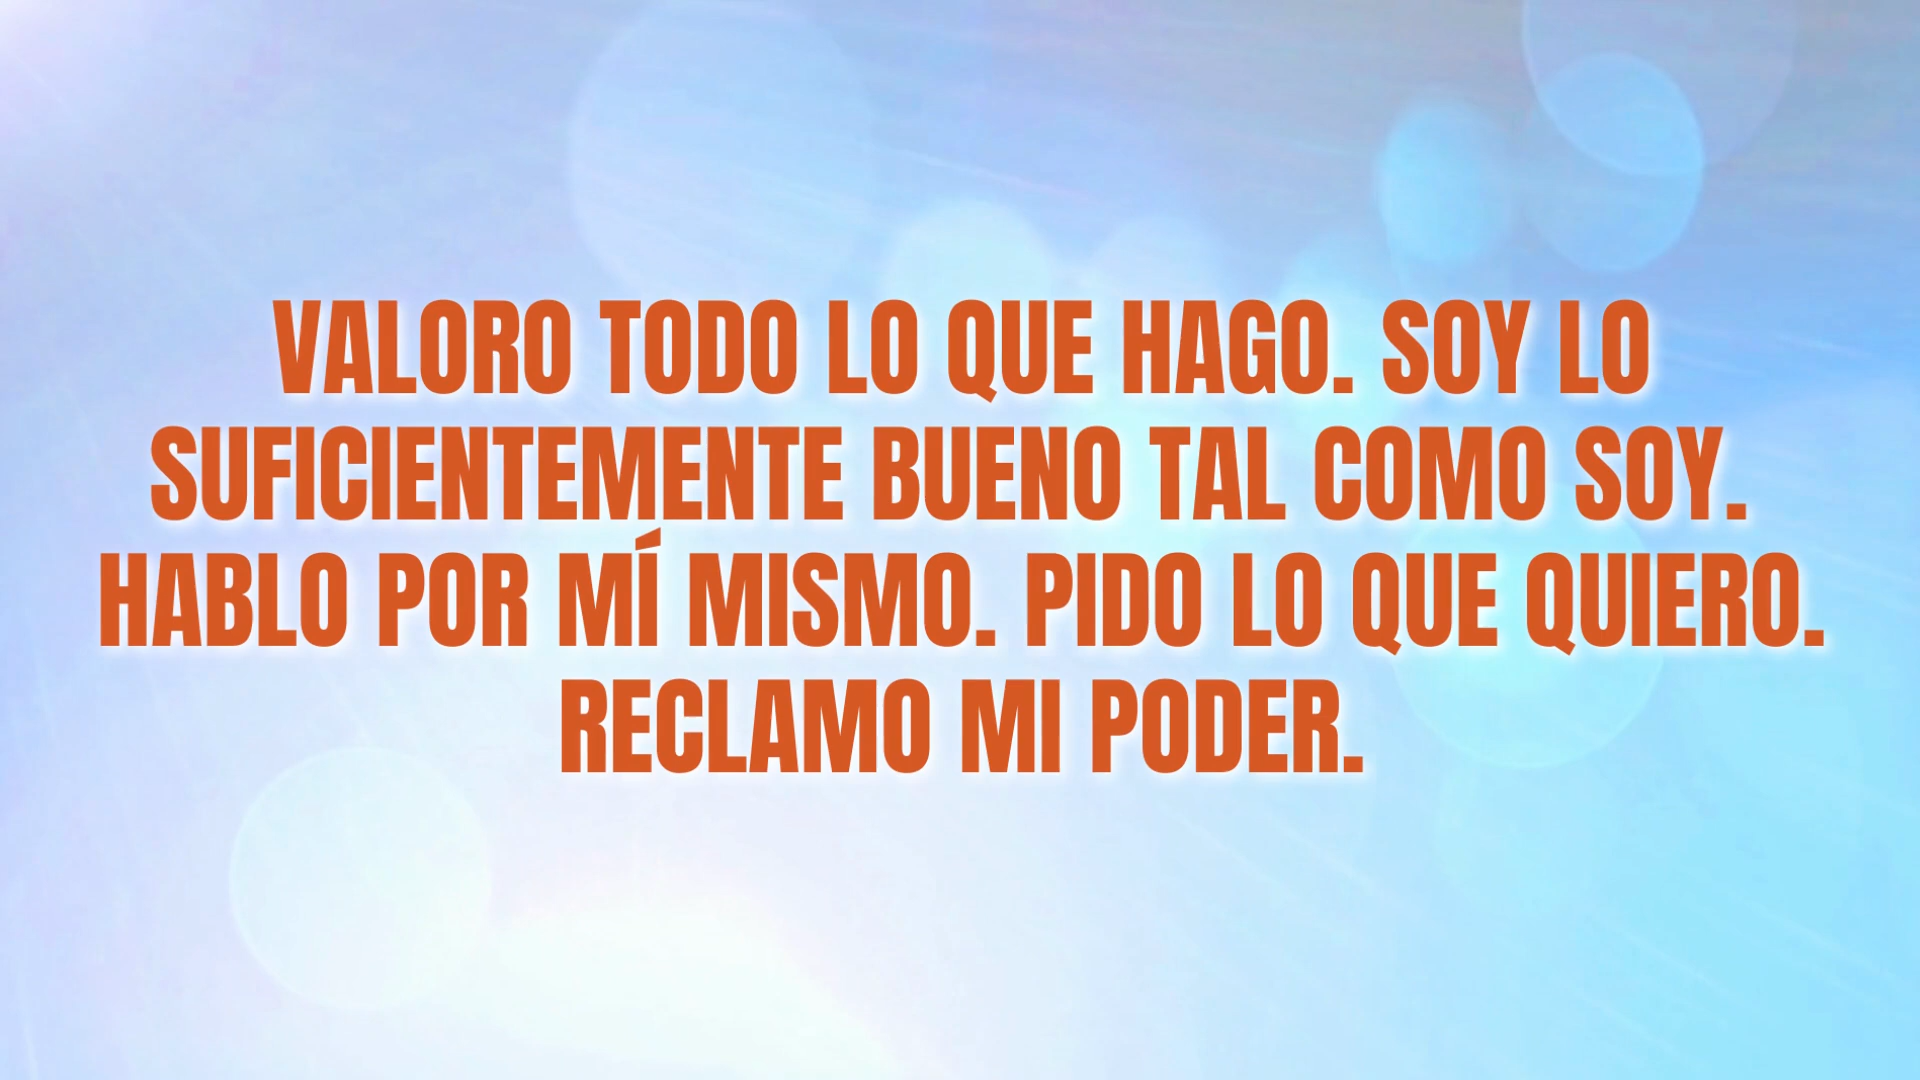 VALORO TODO LO QUE HAGO. SOY LO
SUFICIENTEMENTE BUENO TAL COMO SOY.
HABLO POR MÍ MISMO. PIDO LO QUE QUIERO.
RECLAMO MI PODER.